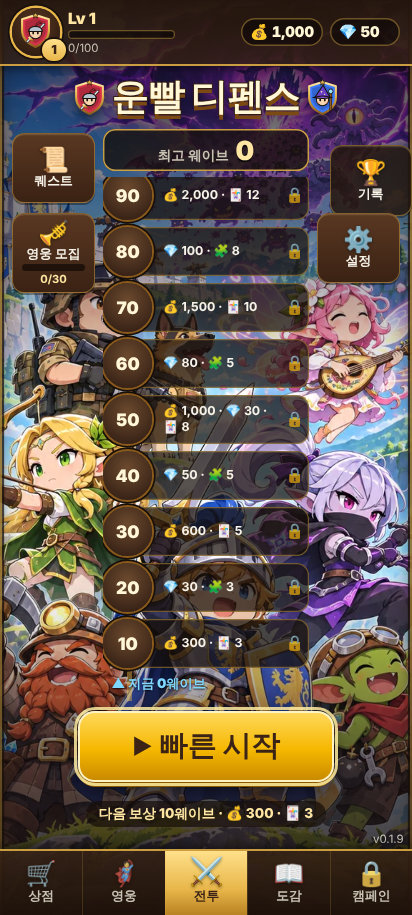 Lv 1
1
0/100
1,000
50
운빨 디펜스
퀘스트
영웅 모집
0/30
최고 웨이브 0
기록
설정
90 2,000 · 12
80 100 · 8
70 1,500 · 10
60 80 · 5
50 1,000 · 30 ·
8
40 50 · 5
30 600 · 5
20 30 · 3
10 300 · 3
▲ 지금 0웨이브
▶ 빠른 시작
다음 보상 10웨이브 · 300 · 3
v0.1.9
상점
영웅
전투
도감
캠페인